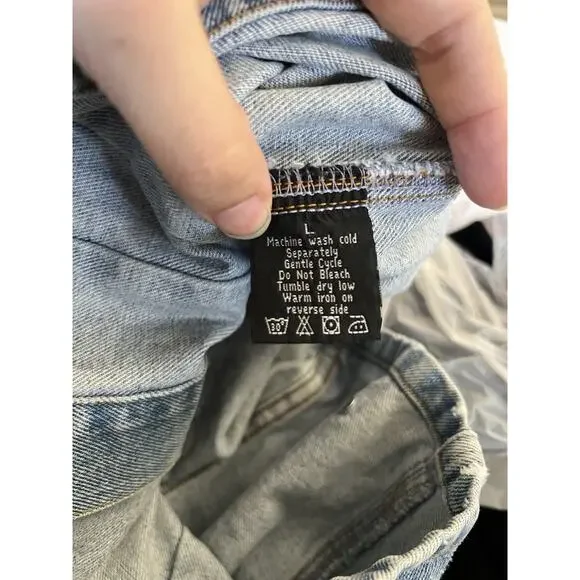 L
Machine wash cold
Separately
Gentle Cycle
Do Not Bleach
Tumble dry low
Warm iron on
reverse side
30°